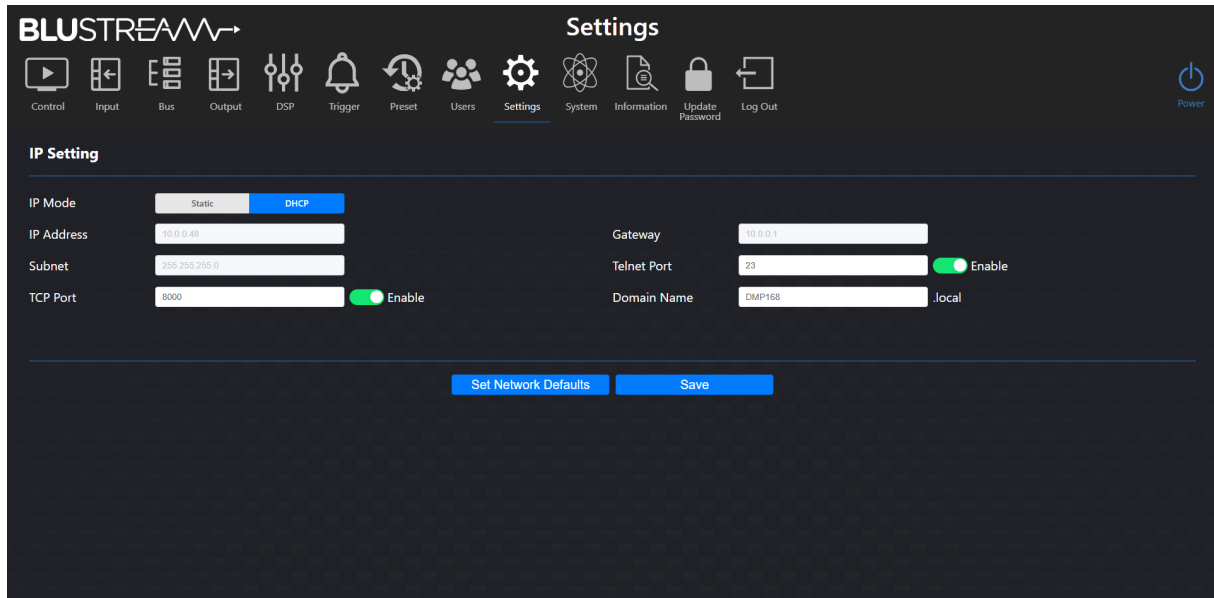 BLUSTREAM
Settings
Control
Input
Bus
Output
DSP
Trigger
Preset
Users
Settings
System
Information
Update
Password
Log Out
Power
IP Setting
IP Mode
Static
DHCP
IP Address
10.0.0.48
Gateway
10.0.0.1
Subnet
255.255.255.0
Telnet Port
23
Enable
TCP Port
8000
Enable
Domain Name
DMP168
.local
Set Network Defaults
Save